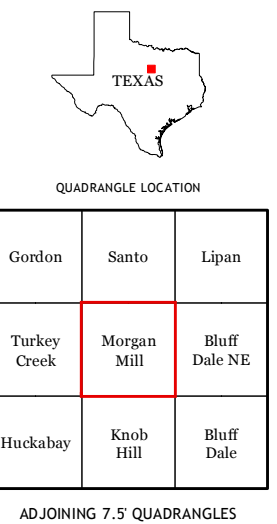 TEXAS
QUADRANGLE LOCATION
Gordon
Santo
Lipan
Turkey
Creek
Morgan
Mill
Bluff
Dale NE
Huckabay
Knob
Hill
Bluff
Dale
ADJOINING 7.5' QUADRANGLES